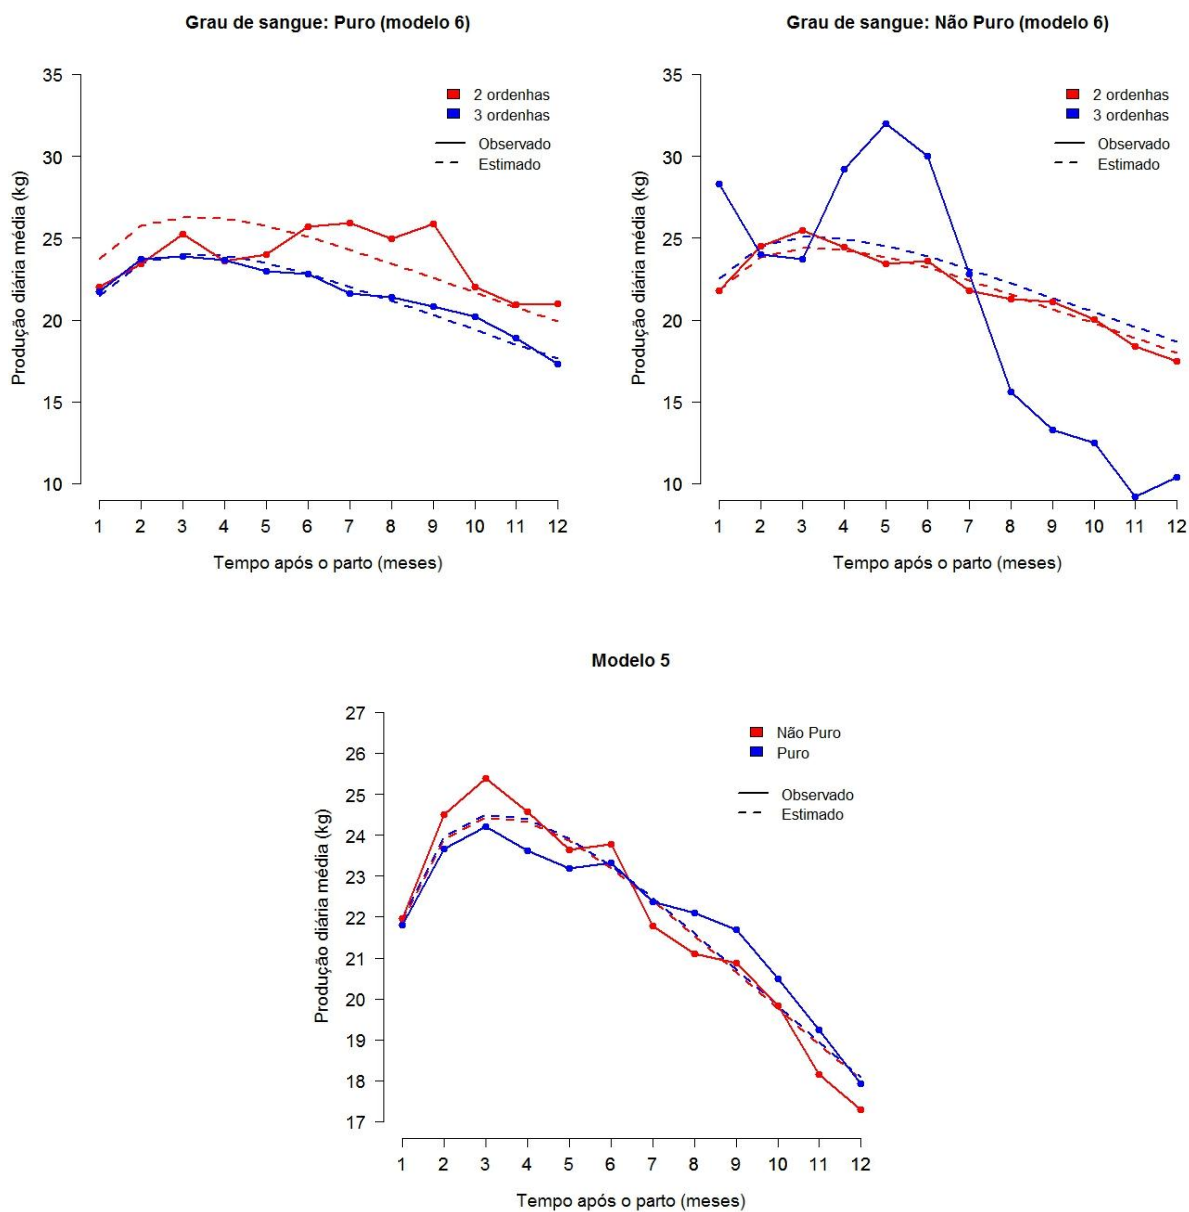 Grau de sangue: Puro (modelo 6)
35
30
25
20
15
10
Produção diária média (kg)
2 ordenhas
3 ordenhas
Observado
Estimado
1 2 3 4 5 6 7 8 9 10 11 12
Tempo após o parto (meses)
Grau de sangue: Não Puro (modelo 6)
35
30
25
20
15
10
Produção diária média (kg)
2 ordenhas
3 ordenhas
Observado
Estimado
1 2 3 4 5 6 7 8 9 10 11 12
Tempo após o parto (meses)
Modelo 5
27
26
25
24
23
22
21
20
19
18
17
Produção diária média (kg)
Não Puro
Puro
Observado
Estimado
1 2 3 4 5 6 7 8 9 10 11 12
Tempo após o parto (meses)